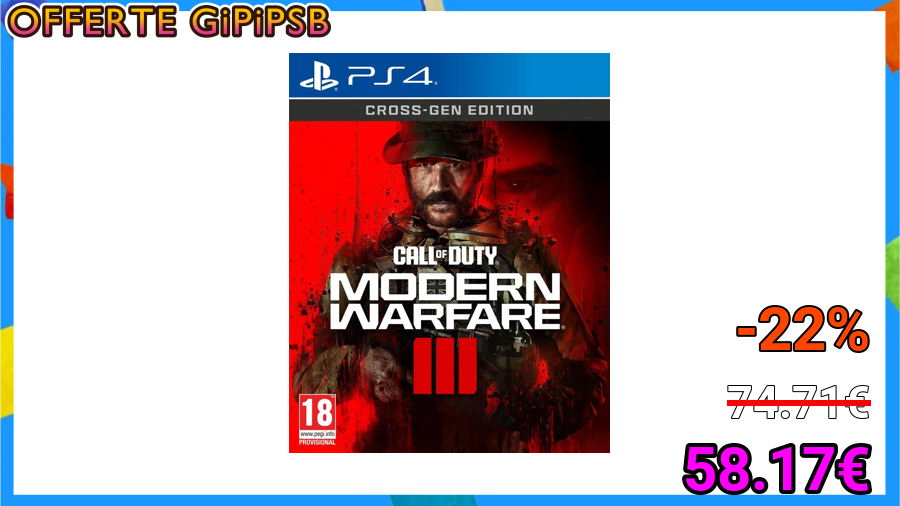 OFFERTE GiPiPSB
PS4
CROSS-GEN EDITION
CALL OF DUTY
MODERN
WARFARE
III
18
www.pegi.info
PROVISIONAL
-22%
74.71€
58.17€